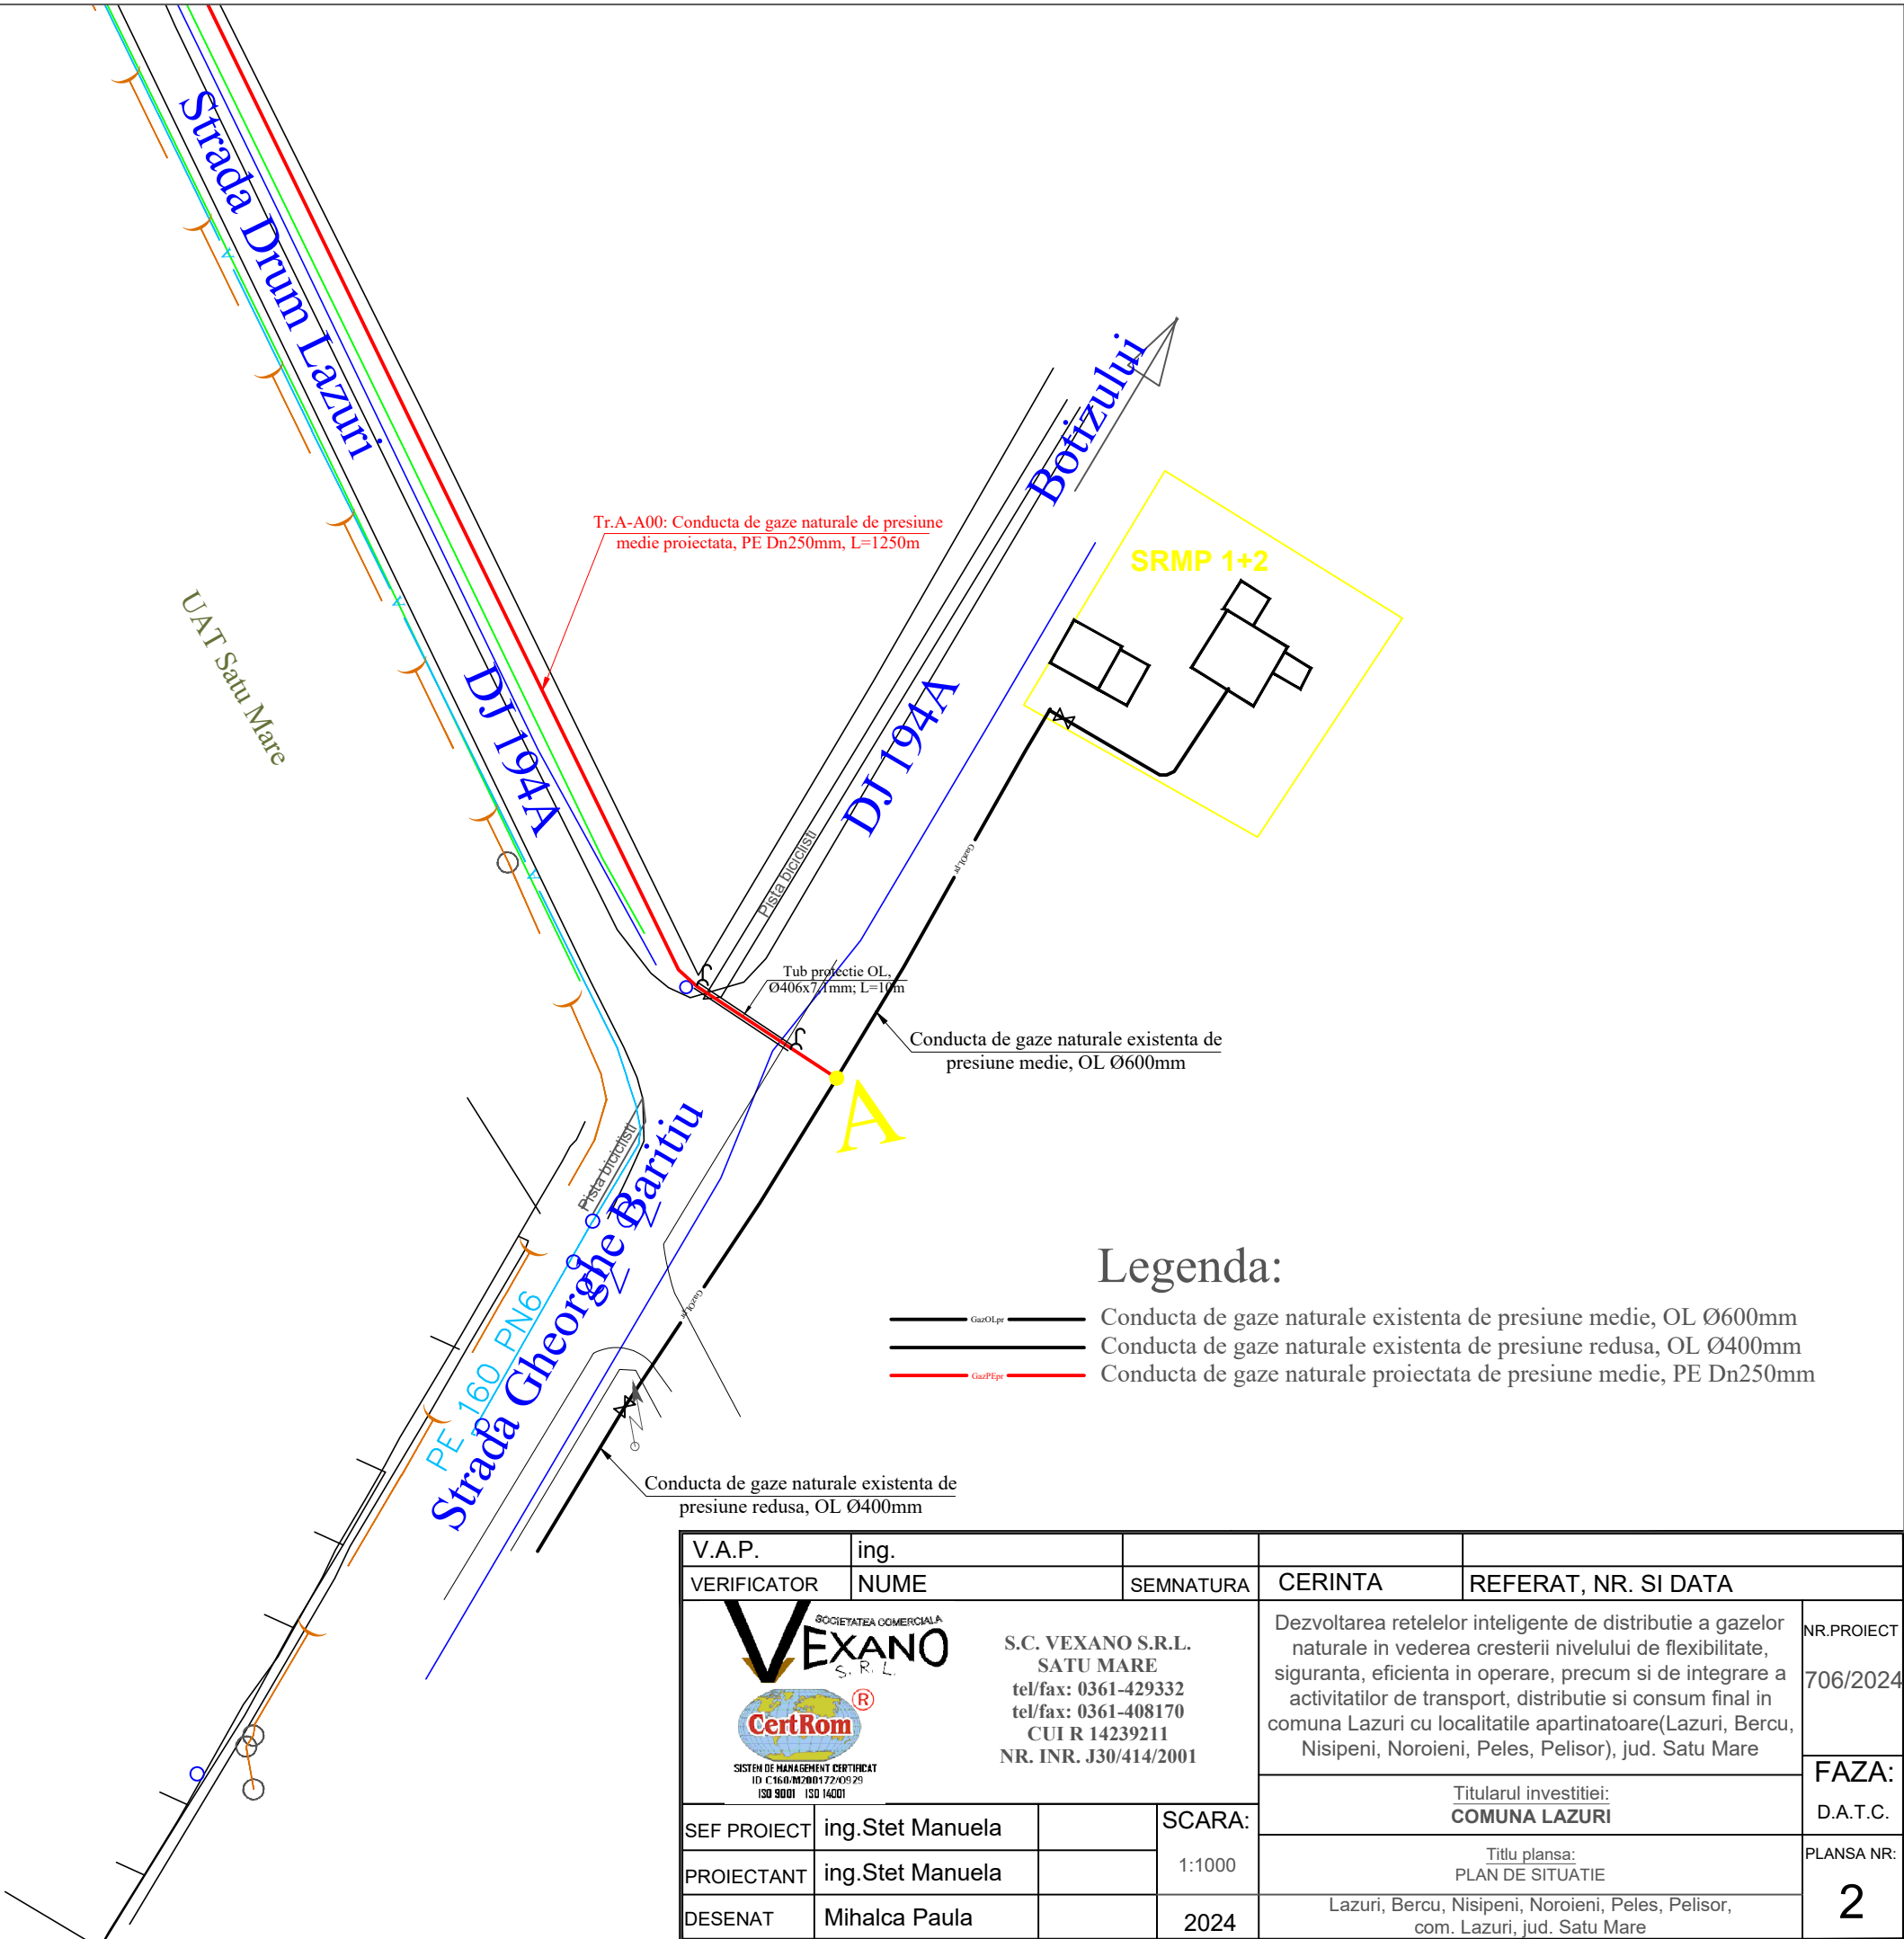 Strada Drum Lazuri
Botizului
Tr.A-A00: Conducta de gaze naturale de presiune
medie proiectata, PE Dn250mm, L=1250m
SRMP 1+2
UAT Satu Mare
DJ 194A
DJ 194A
Pista biciclisti
GazOLpr
Tub protectie OL,
Ø406x7,1mm; L=10m
Conducta de gaze naturale existenta de
presiune medie, OL Ø600mm
A
Pista biciclisti
Strada Gheorghe Baritiu
PE 160 PN6
GazOLpr
Legenda:
GazOLpr Conducta de gaze naturale existenta de presiune medie, OL Ø600mm
Conducta de gaze naturale existenta de presiune redusa, OL Ø400mm
GazPEpr Conducta de gaze naturale proiectata de presiune medie, PE Dn250mm
N
Conducta de gaze naturale existenta de
presiune redusa, OL Ø400mm
V.A.P. ing.
VERIFICATOR NUME SEMNATURA CERINTA REFERAT, NR. SI DATA
SOCIETATEA COMERCIALA
VEXANO
S. R. L.
CertRom ®
SISTEM DE MANAGEMENT CERTIFICAT
ID C160/M200172/0929
ISO 9001 ISO 14001
S.C. VEXANO S.R.L.
SATU MARE
tel/fax: 0361-429332
tel/fax: 0361-408170
CUI R 14239211
NR. INR. J30/414/2001
Dezvoltarea retelelor inteligente de distributie a gazelor
naturale in vederea cresterii nivelului de flexibilitate,
siguranta, eficienta in operare, precum si de integrare a
activitatilor de transport, distributie si consum final in
comuna Lazuri cu localitatile apartinatoare(Lazuri, Bercu,
Nisipeni, Noroieni, Peles, Pelisor), jud. Satu Mare
NR.PROIECT
706/2024
Titularul investitiei:
COMUNA LAZURI
FAZA:
D.A.T.C.
SEF PROIECT ing.Stet Manuela
PROIECTANT ing.Stet Manuela
DESENAT Mihalca Paula
SCARA:
1:1000
2024
Titlu plansa:
PLAN DE SITUATIE
Lazuri, Bercu, Nisipeni, Noroieni, Peles, Pelisor,
com. Lazuri, jud. Satu Mare
PLANSA NR:
2